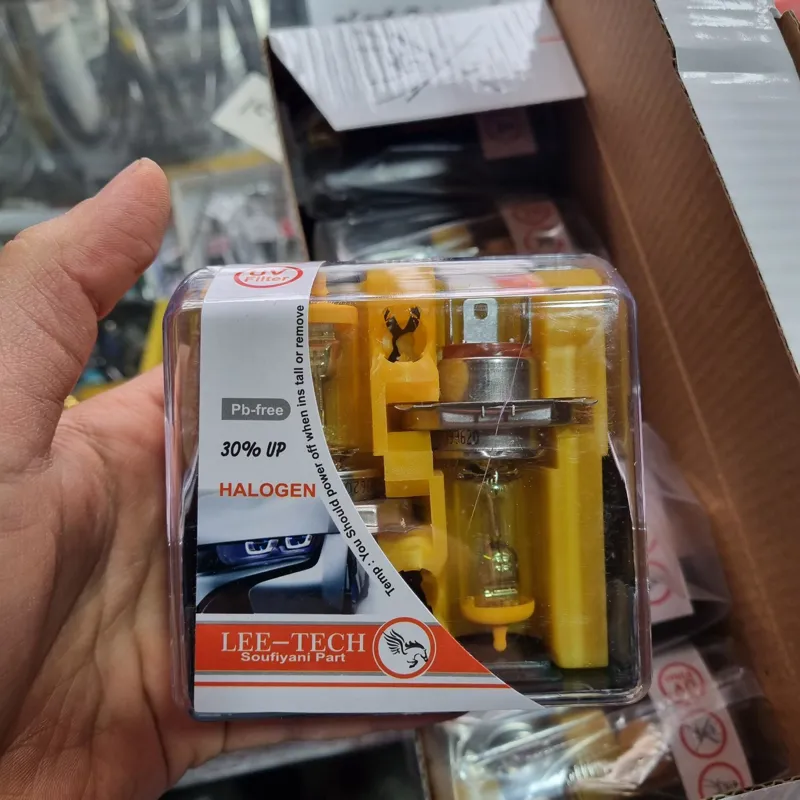 UV
Filter
Pb-free
30% UP
HALOGEN
Temp : You Should power off when ins tall or remove
LEE-TECH
Soufiyani Part